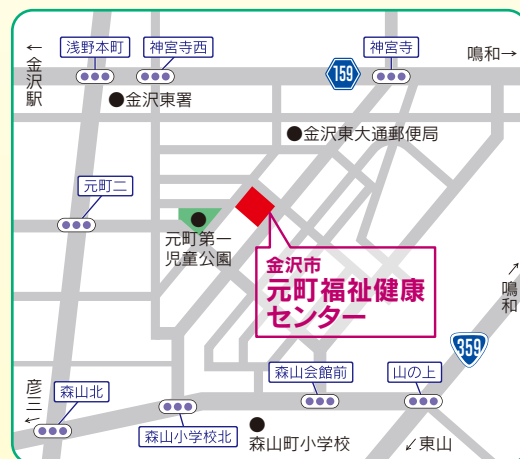 浅野本町
神宮寺西
神宮寺
鳴和→
←金沢駅
159
●金沢東署
●金沢東大通郵便局
元町二
元町第一
児童公園
金沢市
元町福祉健康
センター
↗鳴和
359
彦三↙
森山北
森山会館前
山の上
森山小学校北
森山町小学校
↙東山